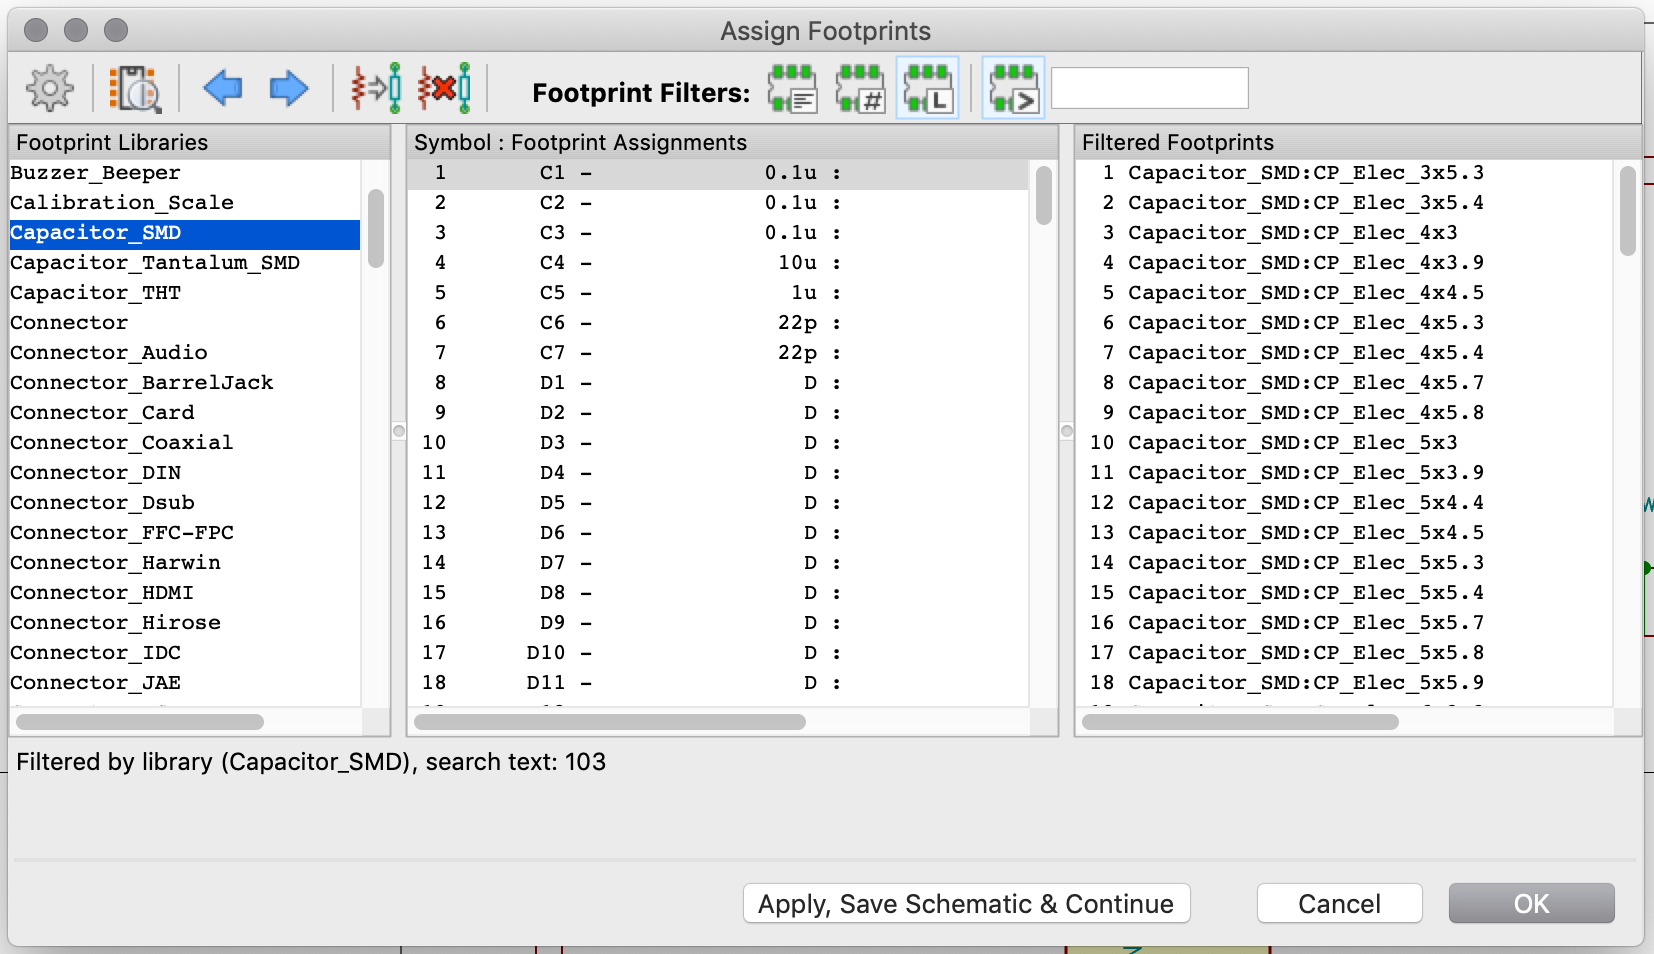 Assign Footprints
Footprint Filters:
Footprint Libraries
Buzzer_Beeper
Calibration_Scale
Capacitor_SMD
Capacitor_Tantalum_SMD
Capacitor_THT
Connector
Connector_Audio
Connector_BarrelJack
Connector_Card
Connector_Coaxial
Connector_DIN
Connector_Dsub
Connector_FFC-FPC
Connector_Harwin
Connector_HDMI
Connector_Hirose
Connector_IDC
Connector_JAE
Symbol : Footprint Assignments
1 C1 - 0.1u :
2 C2 - 0.1u :
3 C3 - 0.1u :
4 C4 - 10u :
5 C5 - 1u :
6 C6 - 22p :
7 C7 - 22p :
8 D1 - D :
9 D2 - D :
10 D3 - D :
11 D4 - D :
12 D5 - D :
13 D6 - D :
14 D7 - D :
15 D8 - D :
16 D9 - D :
17 D10 - D :
18 D11 - D :
Filtered Footprints
1 Capacitor_SMD:CP_Elec_3x5.3
2 Capacitor_SMD:CP_Elec_3x5.4
3 Capacitor_SMD:CP_Elec_4x3
4 Capacitor_SMD:CP_Elec_4x3.9
5 Capacitor_SMD:CP_Elec_4x4.5
6 Capacitor_SMD:CP_Elec_4x5.3
7 Capacitor_SMD:CP_Elec_4x5.4
8 Capacitor_SMD:CP_Elec_4x5.7
9 Capacitor_SMD:CP_Elec_4x5.8
10 Capacitor_SMD:CP_Elec_5x3
11 Capacitor_SMD:CP_Elec_5x3.9
12 Capacitor_SMD:CP_Elec_5x4.4
13 Capacitor_SMD:CP_Elec_5x4.5
14 Capacitor_SMD:CP_Elec_5x5.3
15 Capacitor_SMD:CP_Elec_5x5.4
16 Capacitor_SMD:CP_Elec_5x5.7
17 Capacitor_SMD:CP_Elec_5x5.8
18 Capacitor_SMD:CP_Elec_5x5.9
Filtered by library (Capacitor_SMD), search text: 103
Apply, Save Schematic & Continue
Cancel
OK